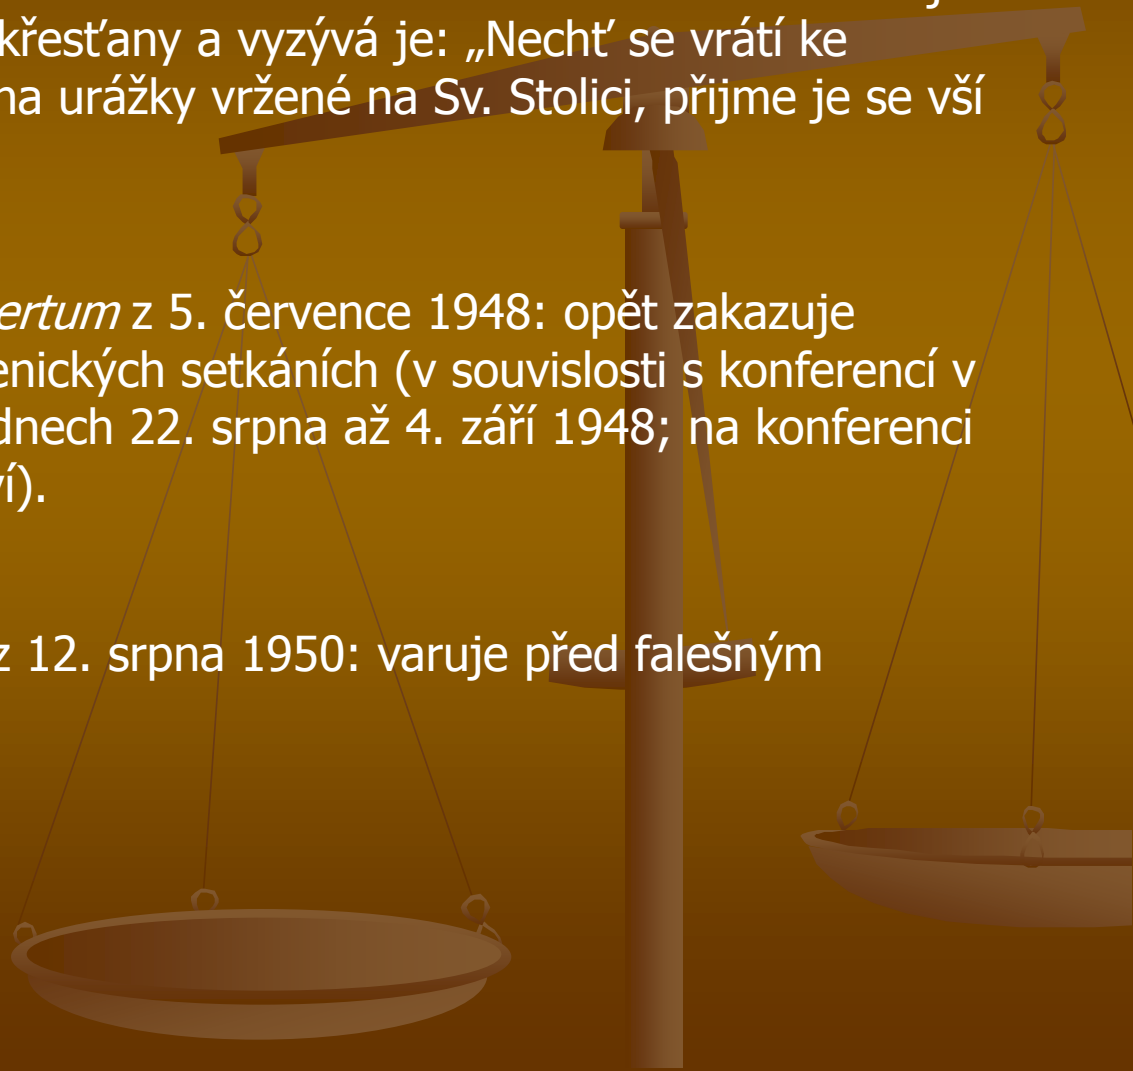 křesťany a vyzývá je: „Nechť se vrátí ke
na urážky vržené na Sv. Stolici, přijme je se vší
ertum z 5. července 1948: opět zakazuje
enických setkáních (v souvislosti s konferencí v
dnech 22. srpna až 4. září 1948; na konferenci
í).
z 12. srpna 1950: varuje před falešným